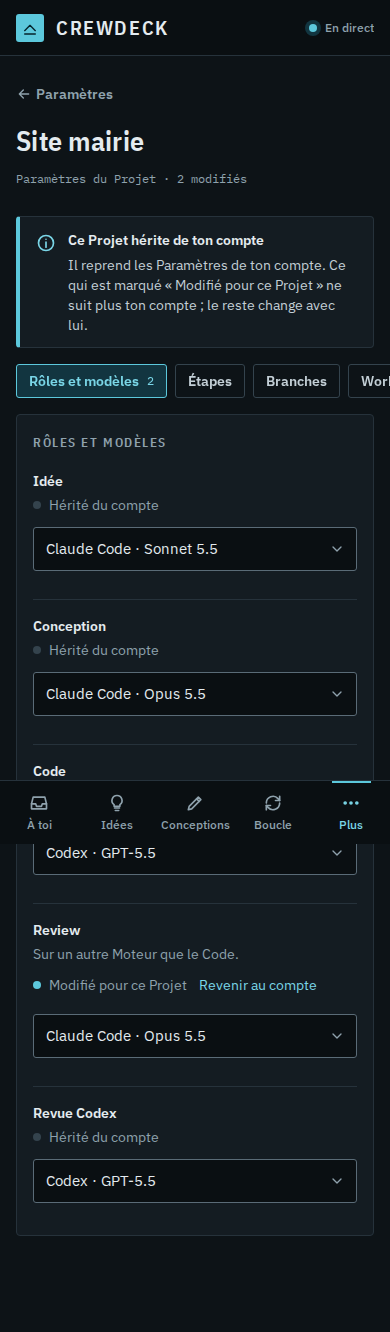 CREWDECK
En direct
← Paramètres
Site mairie
Paramètres du Projet · 2 modifiés
Ce Projet hérite de ton compte
Il reprend les Paramètres de ton compte. Ce
qui est marqué « Modifié pour ce Projet » ne
suit plus ton compte ; le reste change avec
lui.
Rôles et modèles 2
Étapes
Branches
RÔLES ET MODÈLES
Idée
Hérité du compte
Claude Code · Sonnet 5.5
Conception
Hérité du compte
Claude Code · Opus 5.5
Code
À toi
Idées
Conceptions
Boucle
Plus
Codex · GPT-5.5
Review
Sur un autre Moteur que le Code.
Modifié pour ce Projet Revenir au compte
Claude Code · Opus 5.5
Revue Codex
Hérité du compte
Codex · GPT-5.5